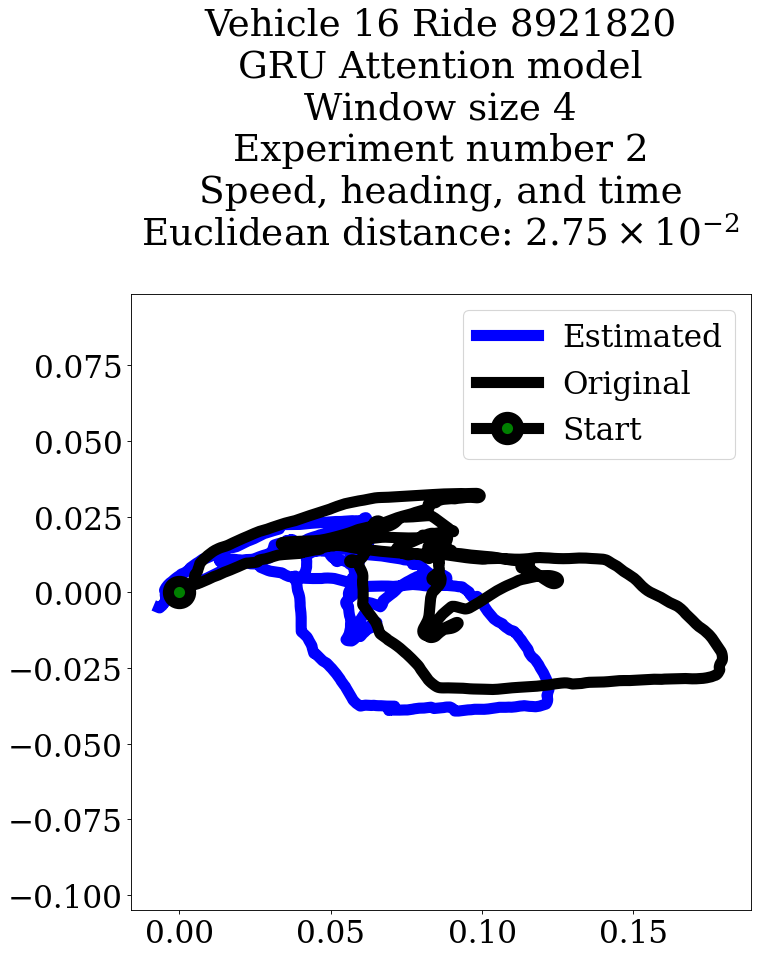 Vehicle 16 Ride 8921820
GRU Attention model
Window size 4
Experiment number 2
Speed, heading, and time
Euclidean distance: 2.75 × 10⁻²
Estimated
Original
Start
0.075
0.050
0.025
0.000
−0.025
−0.050
−0.075
−0.100
0.00 0.05 0.10 0.15